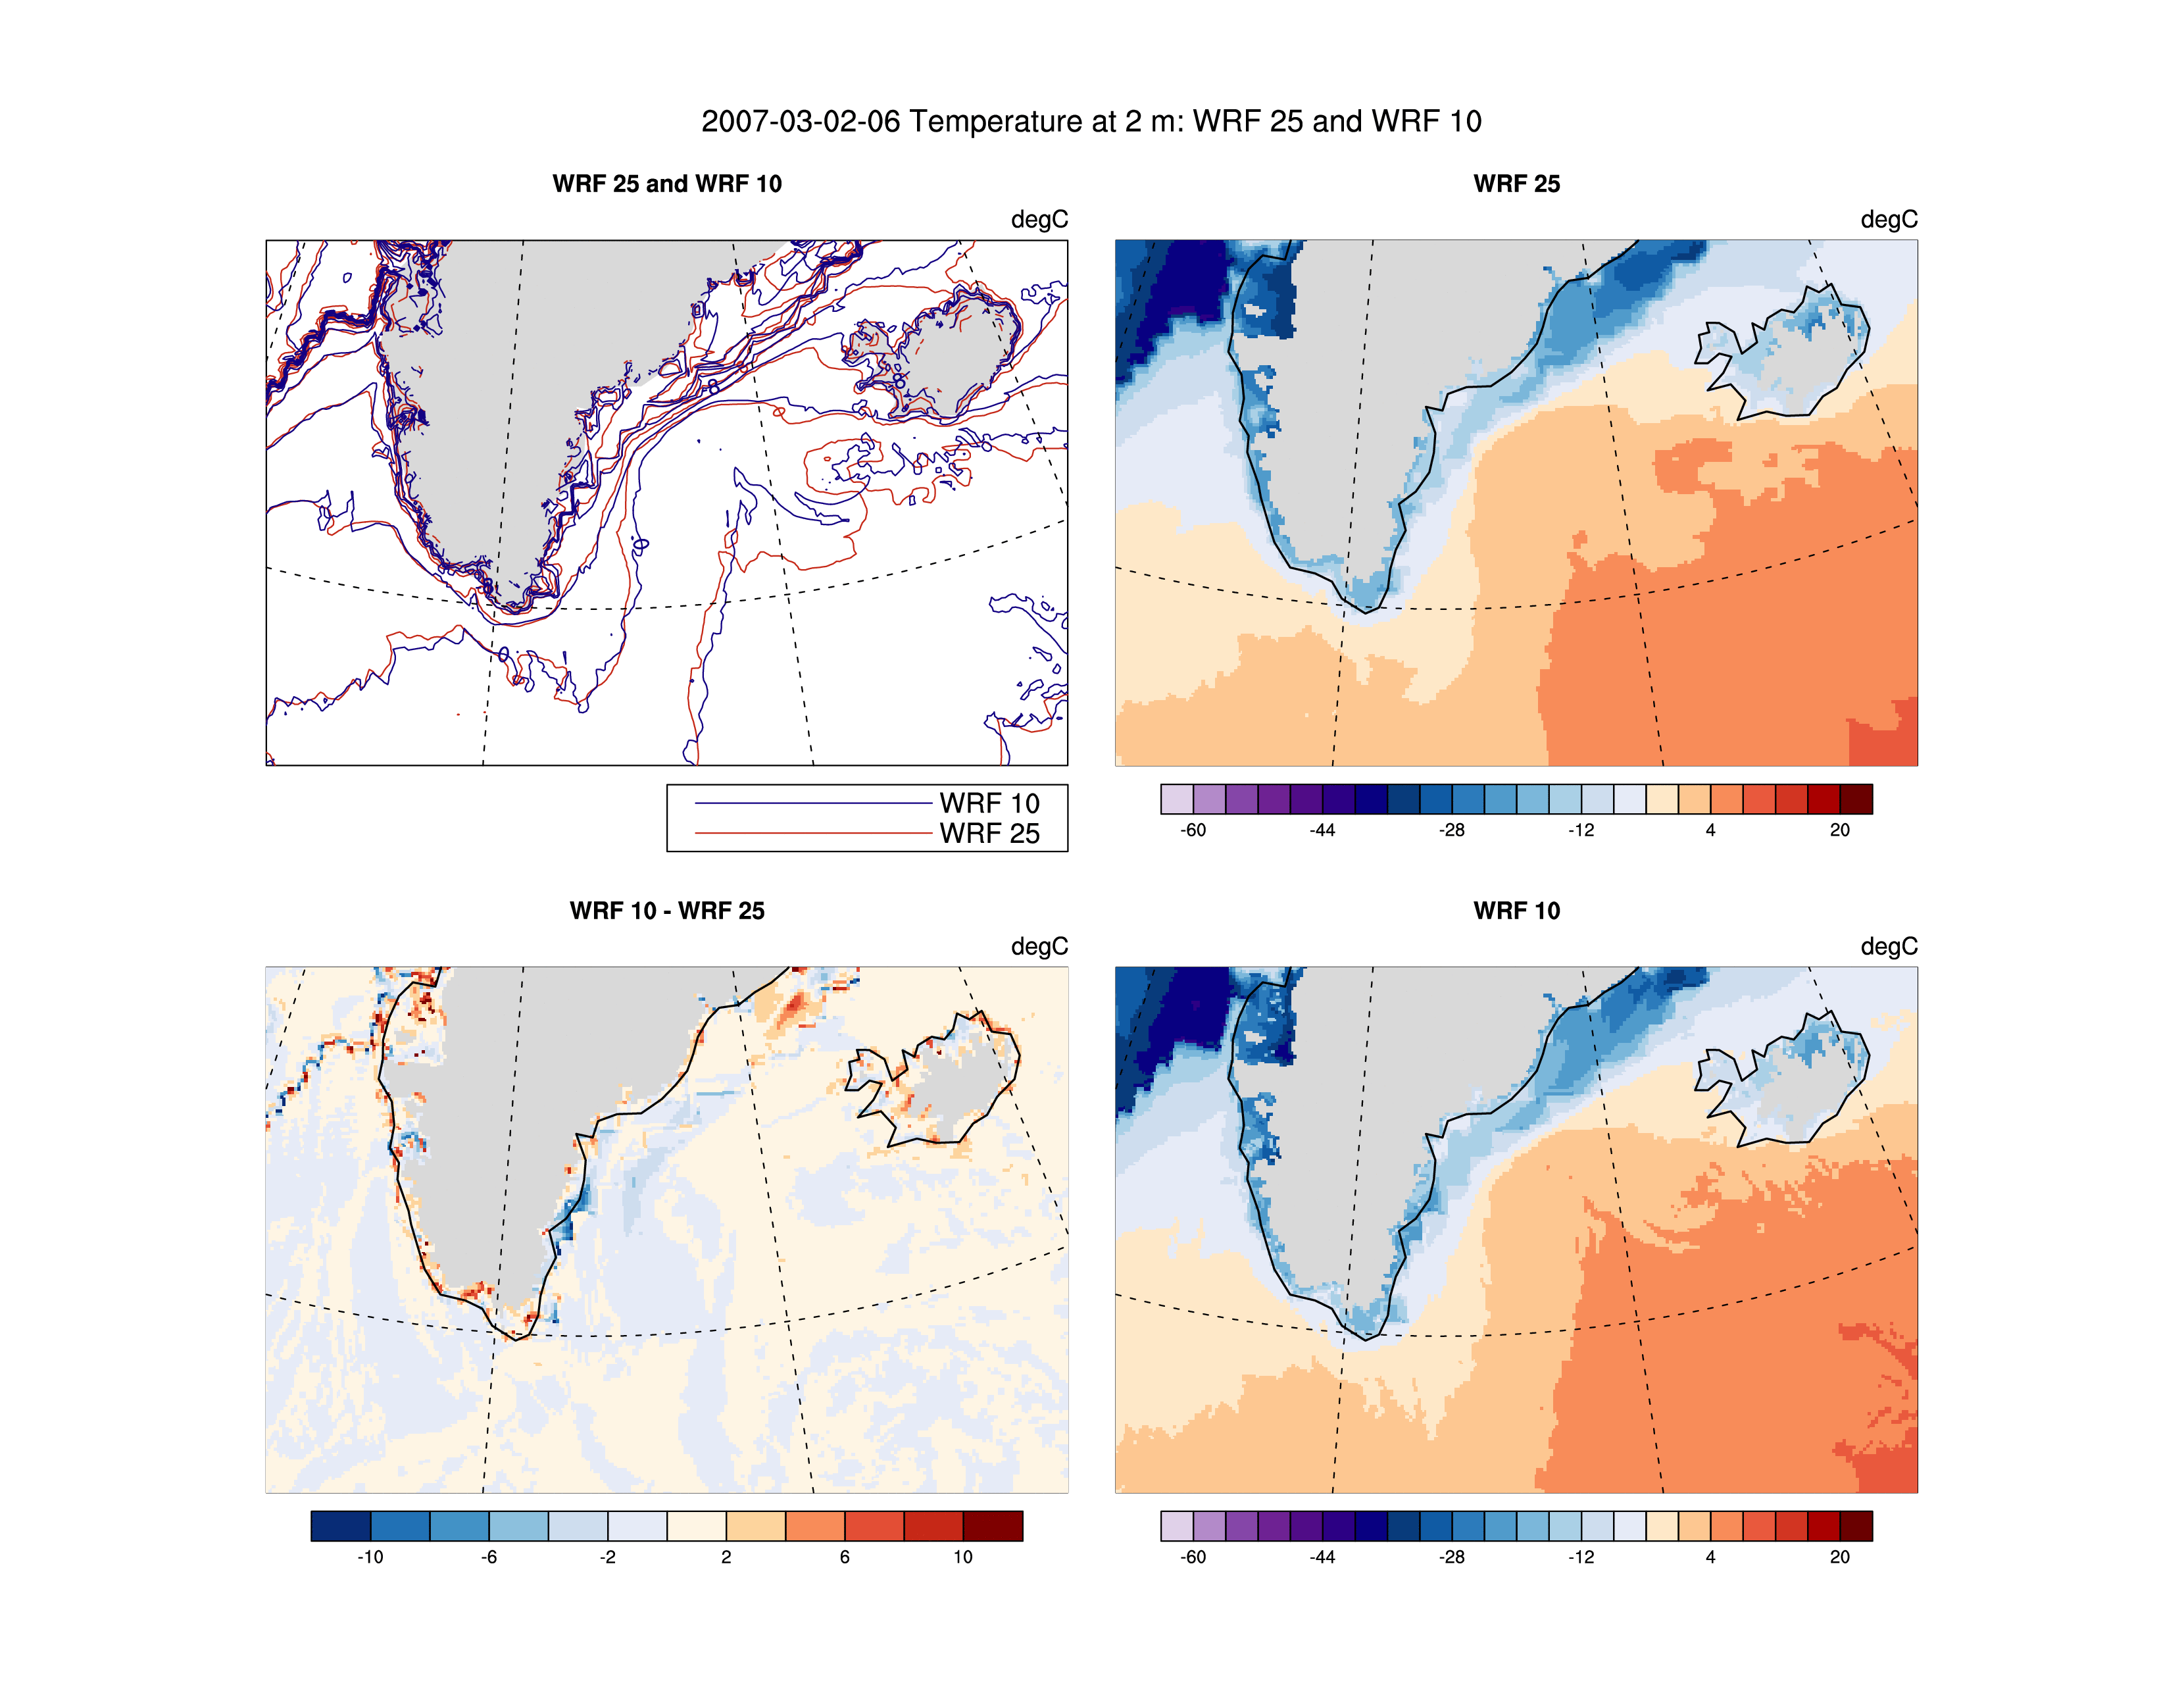 2007-03-02-06 Temperature at 2 m: WRF 25 and WRF 10
WRF 25 and WRF 10
degC
WRF 10
WRF 25
WRF 25
degC
-60 -44 -28 -12 4 20
WRF 10 - WRF 25
degC
-10 -6 -2 2 6 10
WRF 10
degC
-60 -44 -28 -12 4 20